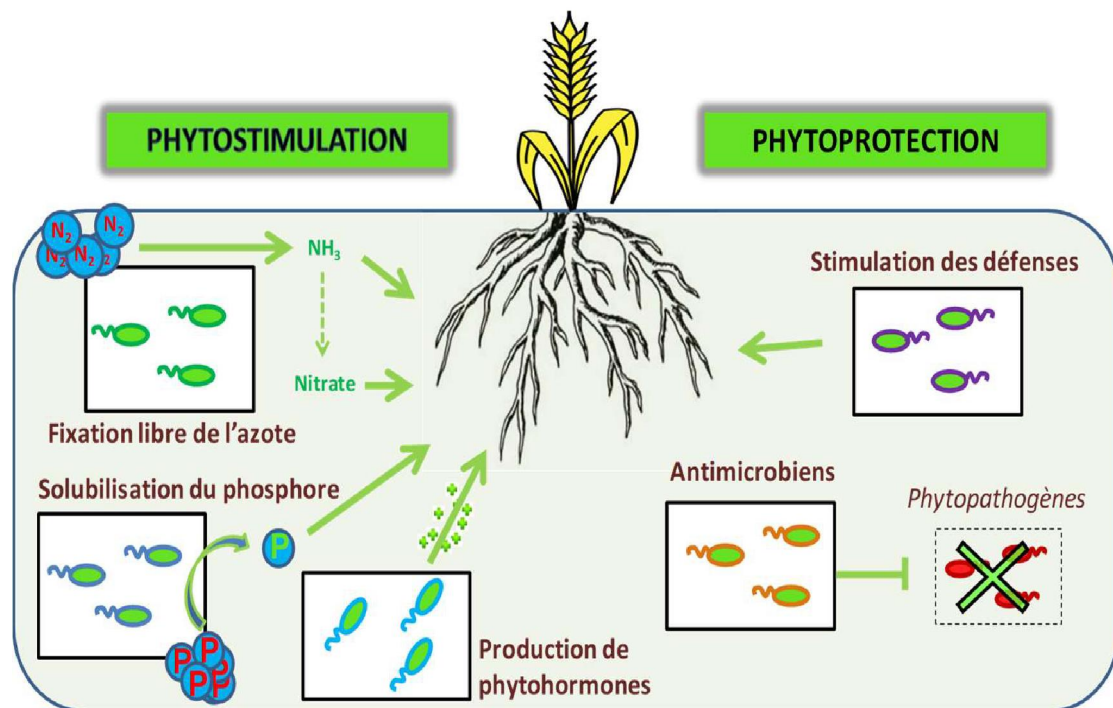 PHYTOSTIMULATION
PHYTOPROTECTION
N₂
N₂
N₂
N₂
₂
NH₃
Nitrate
Fixation libre de l'azote
Stimulation des défenses
Solubilisation du phosphore
P
P
P
P
P
P
Production de
phytohormones
Antimicrobiens
Phytopathogènes